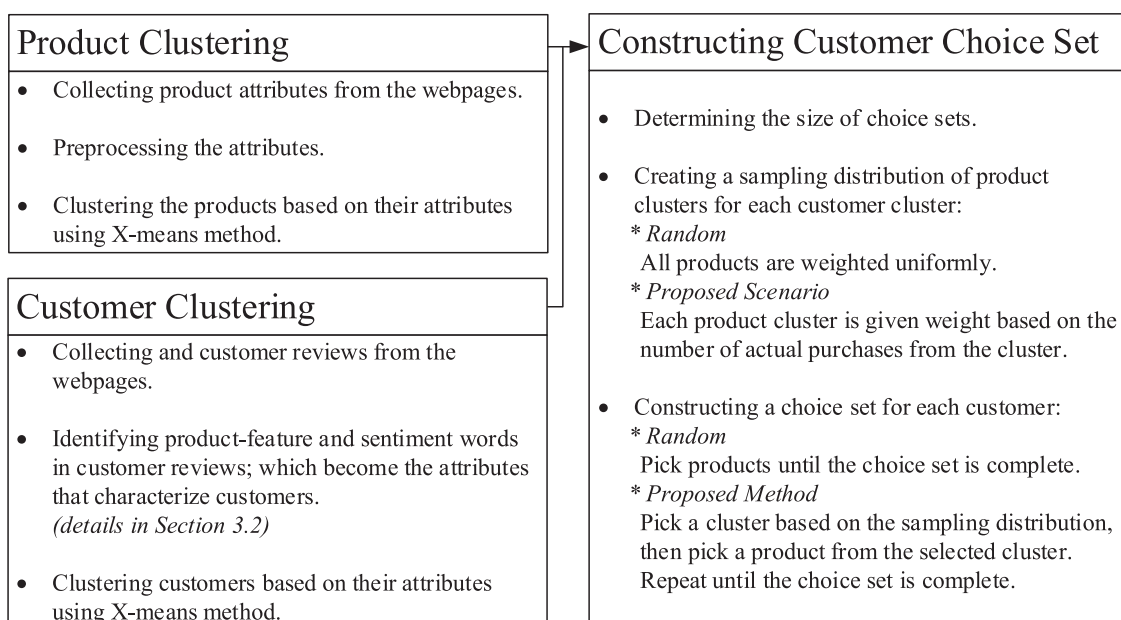 Product Clustering
• Collecting product attributes from the webpages.
• Preprocessing the attributes.
• Clustering the products based on their attributes
using X-means method.
Customer Clustering
• Collecting and customer reviews from the
webpages.
• Identifying product-feature and sentiment words
in customer reviews; which become the attributes
that characterize customers.
(details in Section 3.2)
• Clustering customers based on their attributes
using X-means method.
Constructing Customer Choice Set
• Determining the size of choice sets.
• Creating a sampling distribution of product
clusters for each customer cluster:
* Random
All products are weighted uniformly.
* Proposed Scenario
Each product cluster is given weight based on the
number of actual purchases from the cluster.
• Constructing a choice set for each customer:
* Random
Pick products until the choice set is complete.
* Proposed Method
Pick a cluster based on the sampling distribution,
then pick a product from the selected cluster.
Repeat until the choice set is complete.